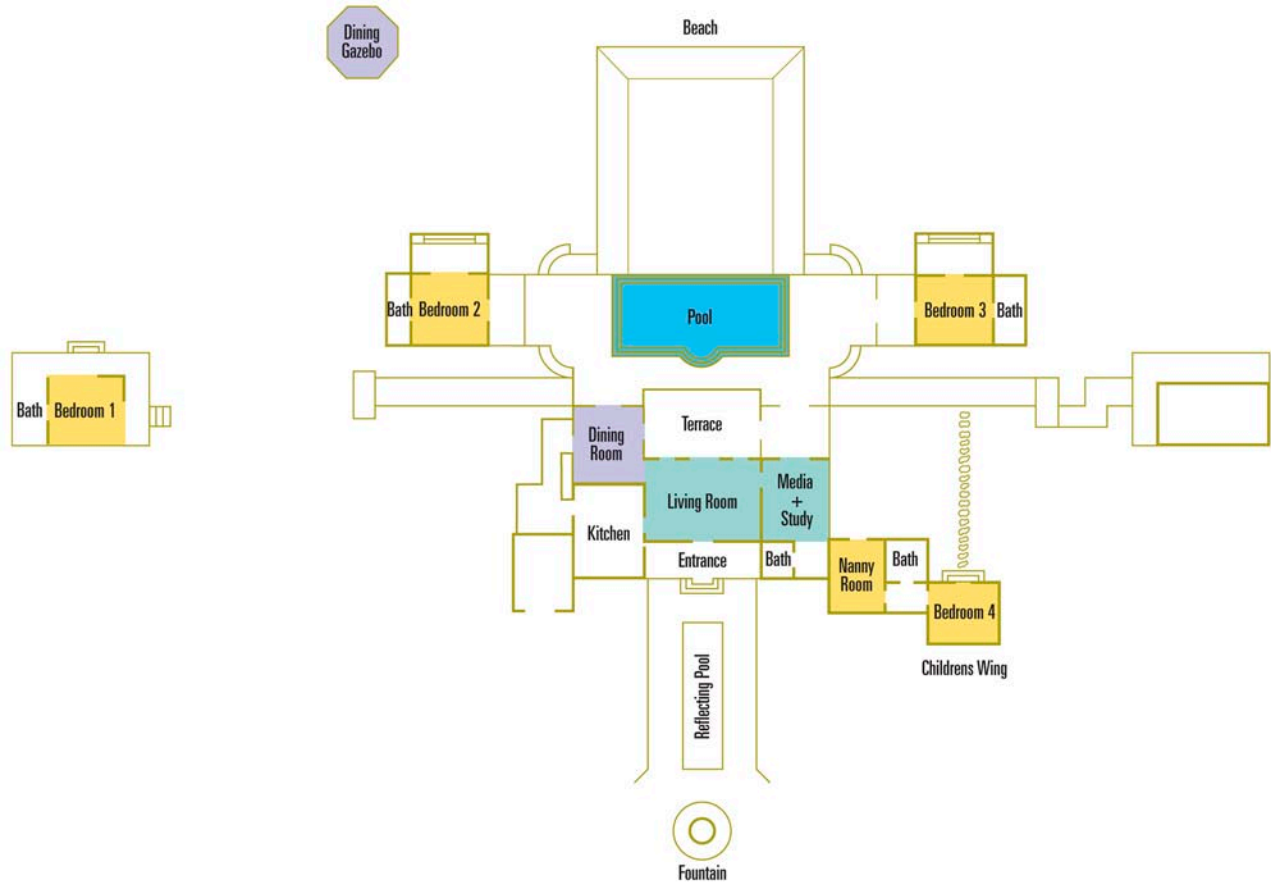 Dining
Gazebo
Beach
Bath
Bedroom 2
Pool
Bedroom 3
Bath
Bath
Bedroom 1
Terrace
Dining
Room
Living Room
Media
+
Study
Kitchen
Entrance
Bath
Nanny
Room
Bath
Bedroom 4
Childrens Wing
Reflecting Pool
Fountain